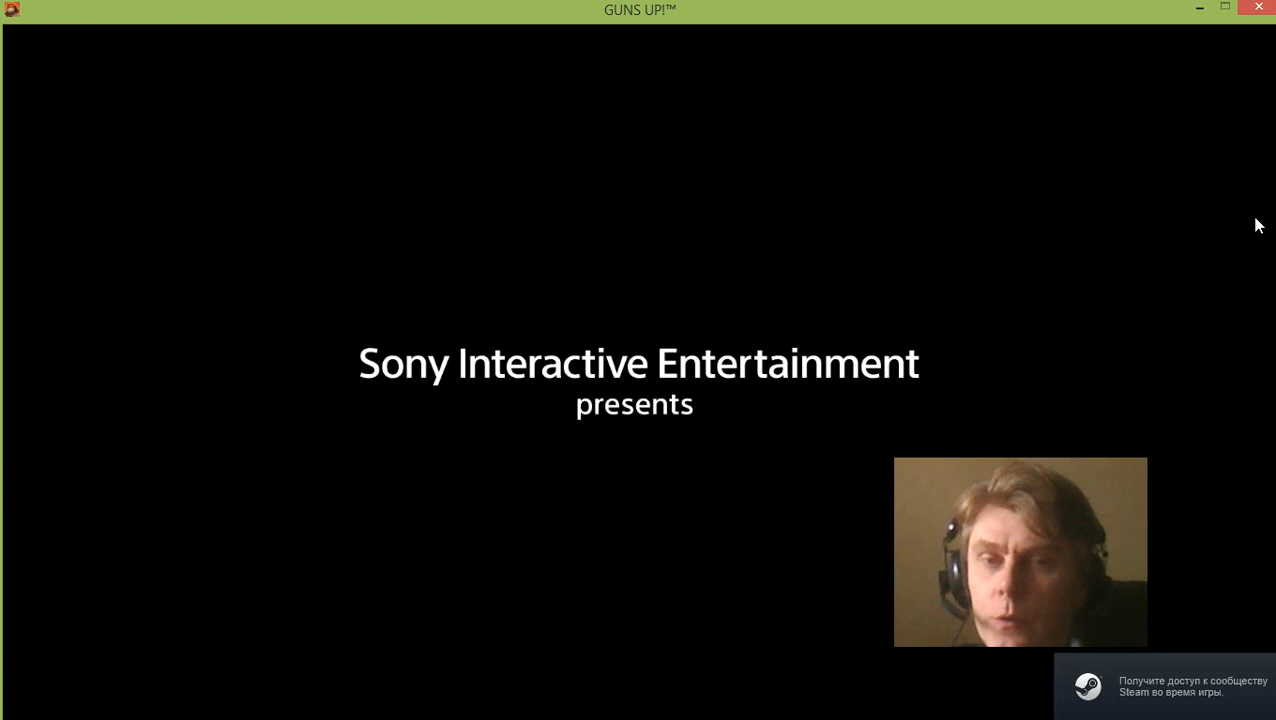 GUNS UP!™
Sony Interactive Entertainment
presents
Получите доступ к сообществу
Steam во время игры.